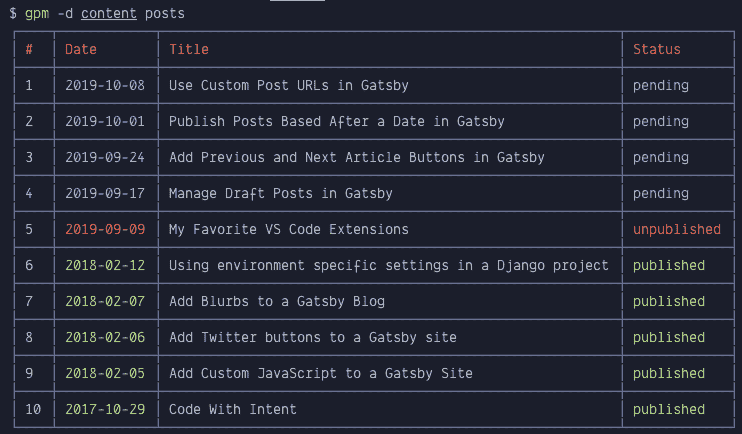 $ gpm -d content posts
# Date Title Status
1 2019-10-08 Use Custom Post URLs in Gatsby pending
2 2019-10-01 Publish Posts Based After a Date in Gatsby pending
3 2019-09-24 Add Previous and Next Article Buttons in Gatsby pending
4 2019-09-17 Manage Draft Posts in Gatsby pending
5 2019-09-09 My Favorite VS Code Extensions unpublished
6 2018-02-12 Using environment specific settings in a Django project published
7 2018-02-07 Add Blurbs to a Gatsby Blog published
8 2018-02-06 Add Twitter buttons to a Gatsby site published
9 2018-02-05 Add Custom JavaScript to a Gatsby Site published
10 2017-10-29 Code With Intent published